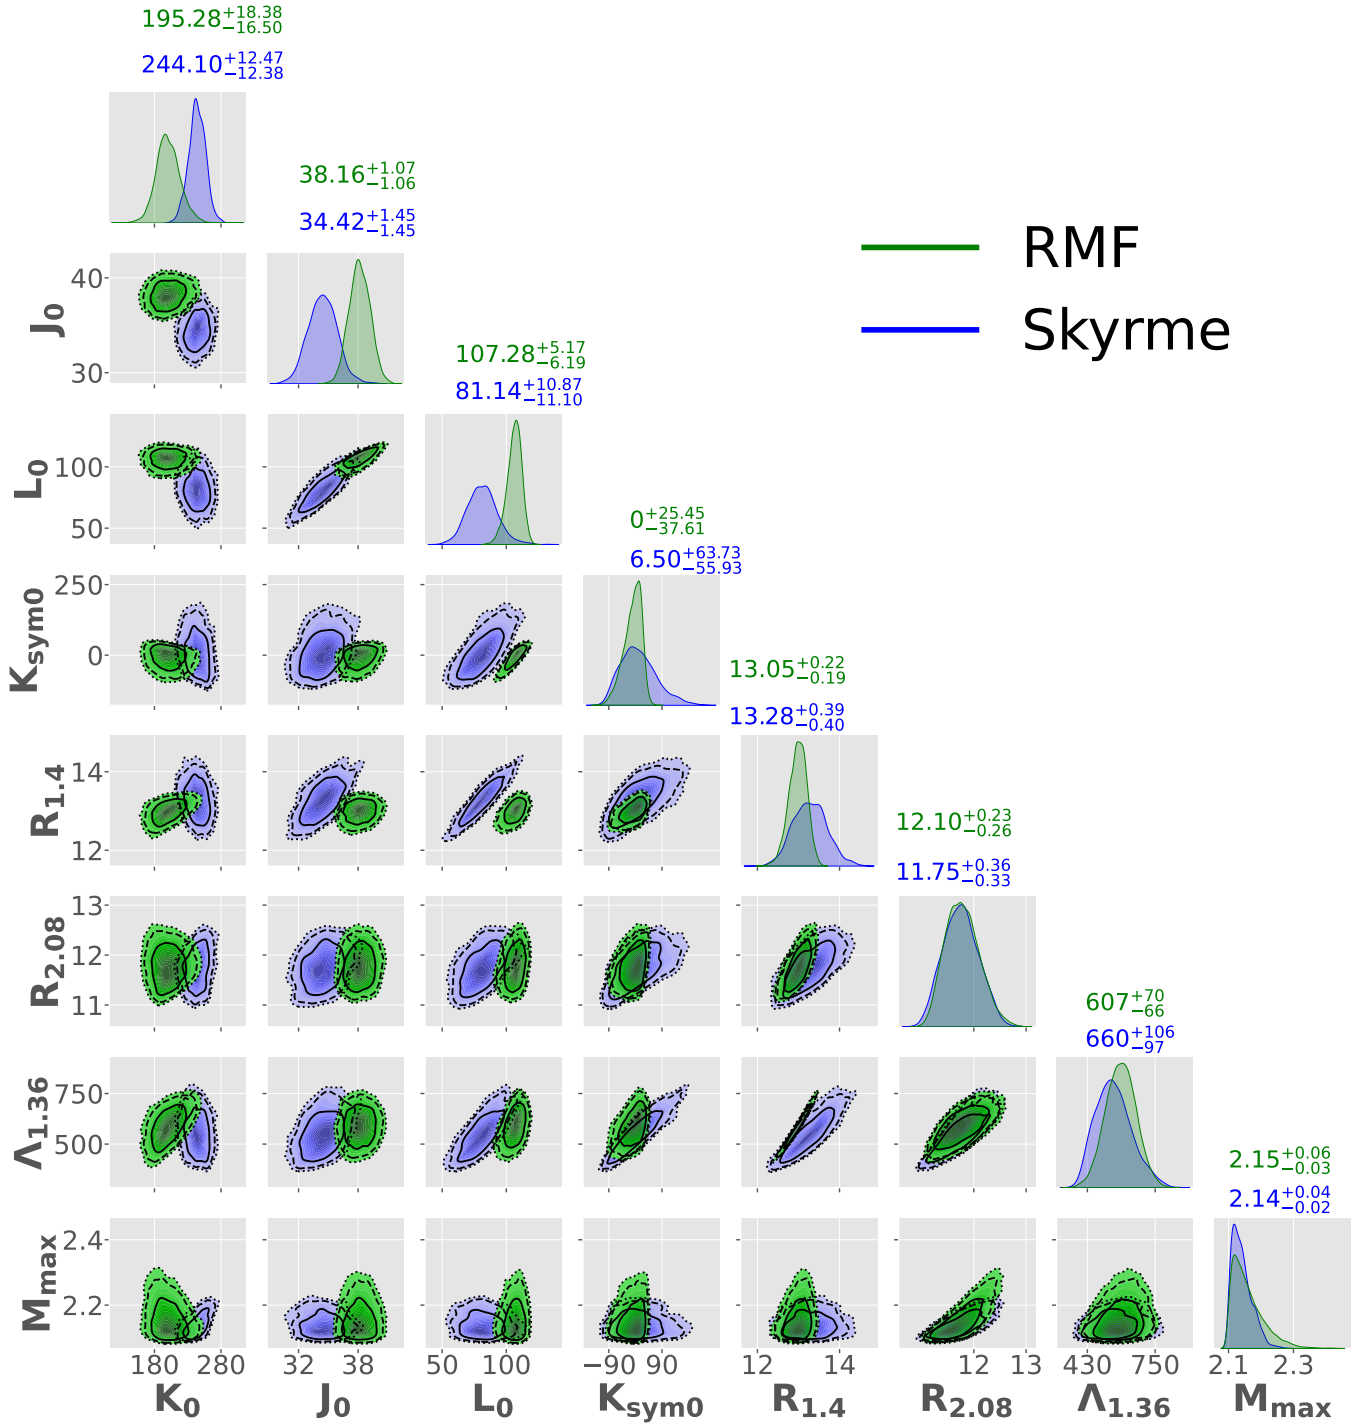 195.28+18.38−16.50
244.10+12.47−12.38
38.16+1.07−1.06
34.42+1.45−1.45
RMF
Skyrme
40
30
J0
107.28+5.17−6.19
81.14+10.87−11.10
100
50
L0
0+25.45−37.61
6.50+63.73−55.93
250
0
Ksym0
13.05+0.22−0.19
13.28+0.39−0.40
14
12
R1.4
12.10+0.23−0.26
11.75+0.36−0.33
13
12
11
R2.08
607+70−66
660+106−97
750
500
Λ1.36
2.15+0.06−0.03
2.14+0.04−0.02
2.4
2.2
Mmax
180 280 32 38 50 100 −90 90 12 14 12 13 430 750 2.1 2.3
K0 J0 L0 Ksym0 R1.4 R2.08 Λ1.36 Mmax